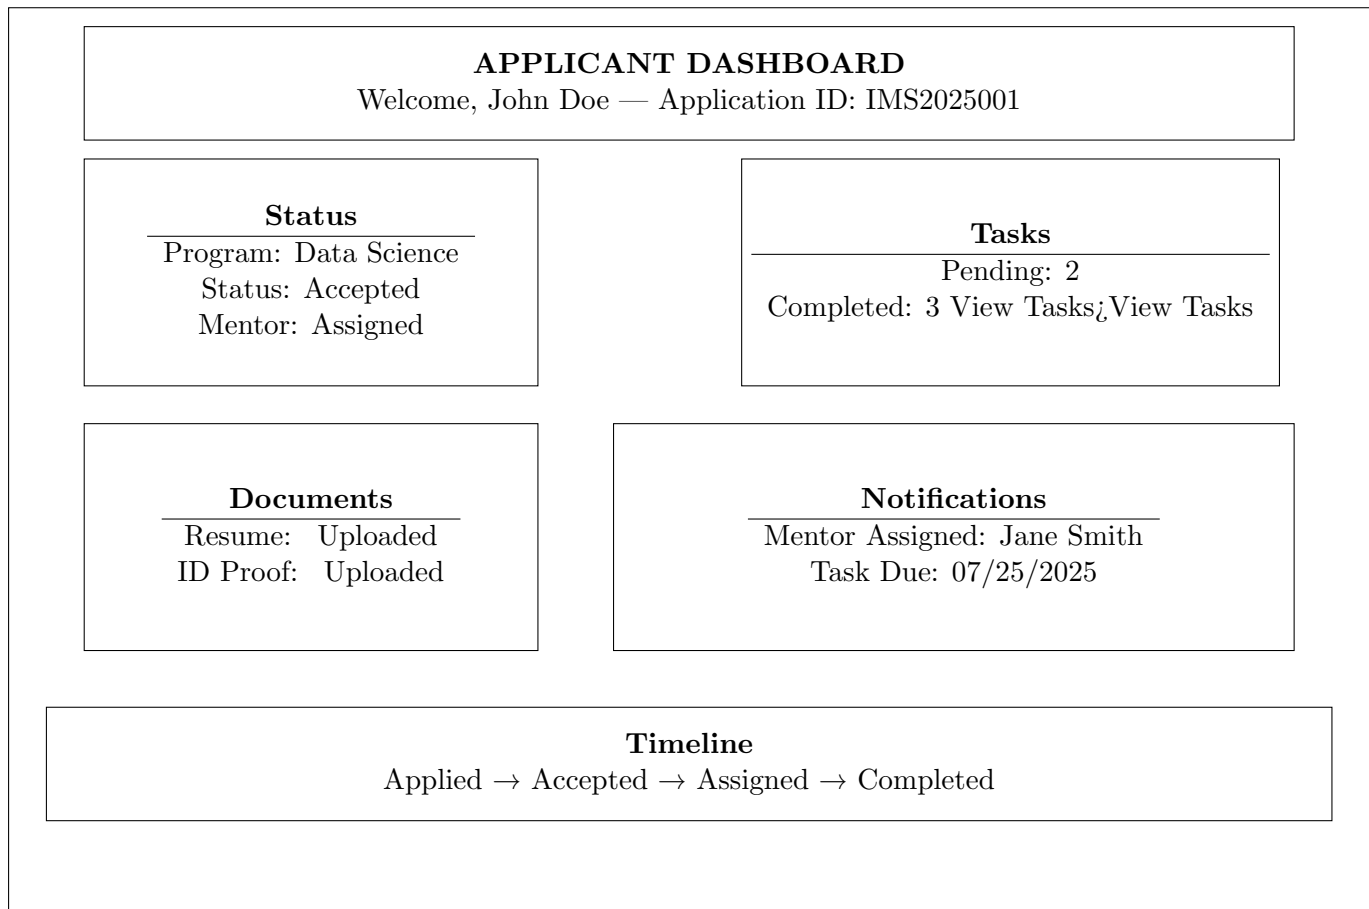 APPLICANT DASHBOARD
Welcome, John Doe — Application ID: IMS2025001
Status
Program: Data Science
Status: Accepted
Mentor: Assigned
Tasks
Pending: 2
Completed: 3 View Tasks¿View Tasks
Documents
Resume: Uploaded
ID Proof: Uploaded
Notifications
Mentor Assigned: Jane Smith
Task Due: 07/25/2025
Timeline
Applied → Accepted → Assigned → Completed